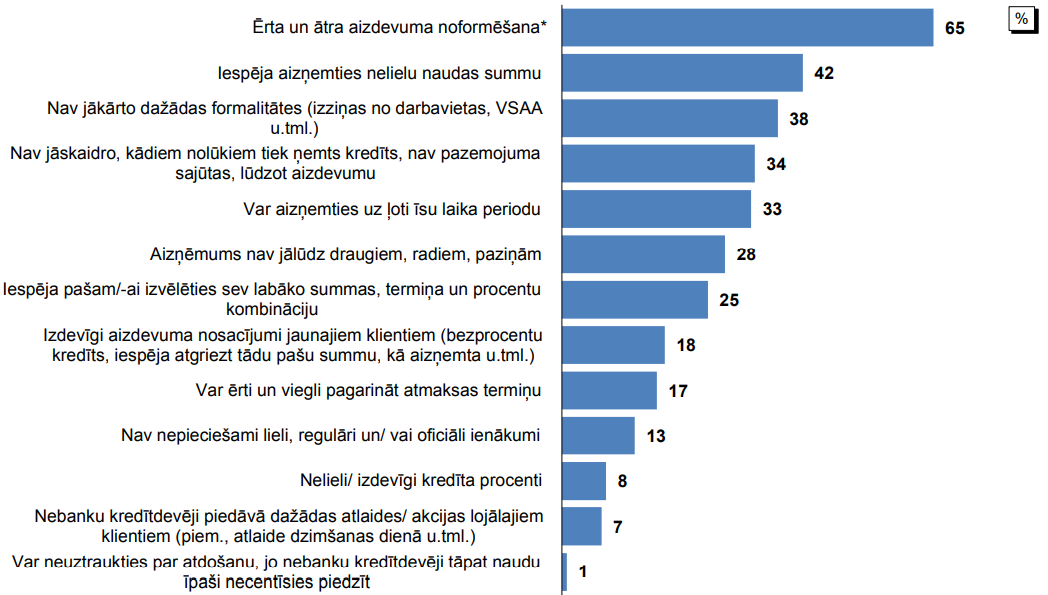 %
Ērta un ātra aizdevuma noformēšana*
65
Iespēja aizņemties nelielu naudas summu
42
Nav jākārto dažādas formalitātes (izziņas no darbavietas, VSAA
u.tml.)
38
Nav jāskaidro, kādiem nolūkiem tiek ņemts kredīts, nav pazemojuma
sajūtas, lūdzot aizdevumu
34
Var aizņemties uz ļoti īsu laika periodu
33
Aizņēmums nav jālūdz draugiem, radiem, paziņām
28
Iespēja pašam/-ai izvēlēties sev labāko summas, termiņa un procentu
kombināciju
25
Izdevīgi aizdevuma nosacījumi jaunajiem klientiem (bezprocentu
kredīts, iespēja atgriezt tādu pašu summu, kā aizņemta u.tml.)
18
Var ērti un viegli pagarināt atmaksas termiņu
17
Nav nepieciešami lieli, regulāri un/ vai oficiāli ienākumi
13
Nelieli/ izdevīgi kredīta procenti
8
Nebanku kredītdevēji piedāvā dažādas atlaides/ akcijas lojālajiem
klientiem (piem., atlaide dzimšanas dienā u.tml.)
7
Var neuztraukties par atdošanu, jo nebanku kredītdevēji tāpat naudu
īpaši necentīsies piedzīt
1